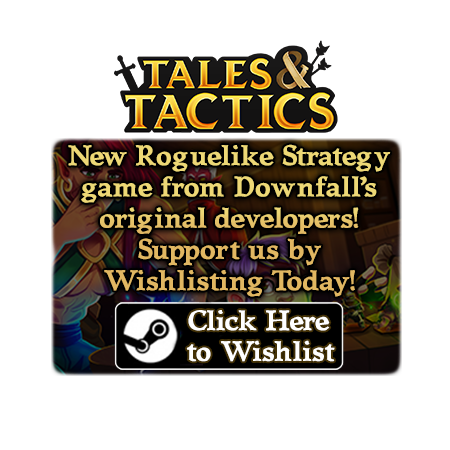 TALES &
TACTICS
New Roguelike Strategy
game from Downfall's
original developers!
Support us by
Wishlisting Today!
Click Here
to Wishlist